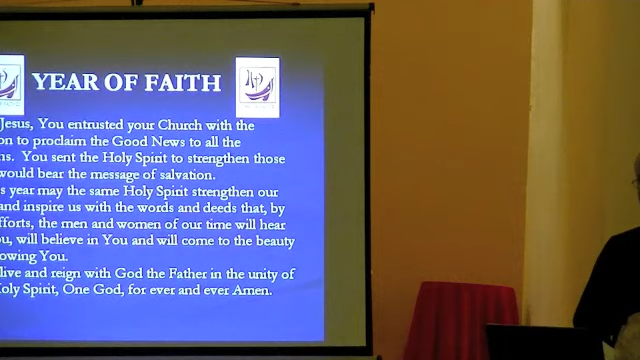 YEAR OF FAITH
Jesus, You entrusted your Church with the
on to proclaim the Good News to all the
ns. You sent the Holy Spirit to strengthen those
would bear the message of salvation.
s year may the same Holy Spirit strengthen our
and inspire us with the words and deeds that, by
fforts, the men and women of our time will hear
ou, will believe in You and will come to the beauty
owing You.
live and reign with God the Father in the unity of
Holy Spirit, One God, for ever and ever Amen.